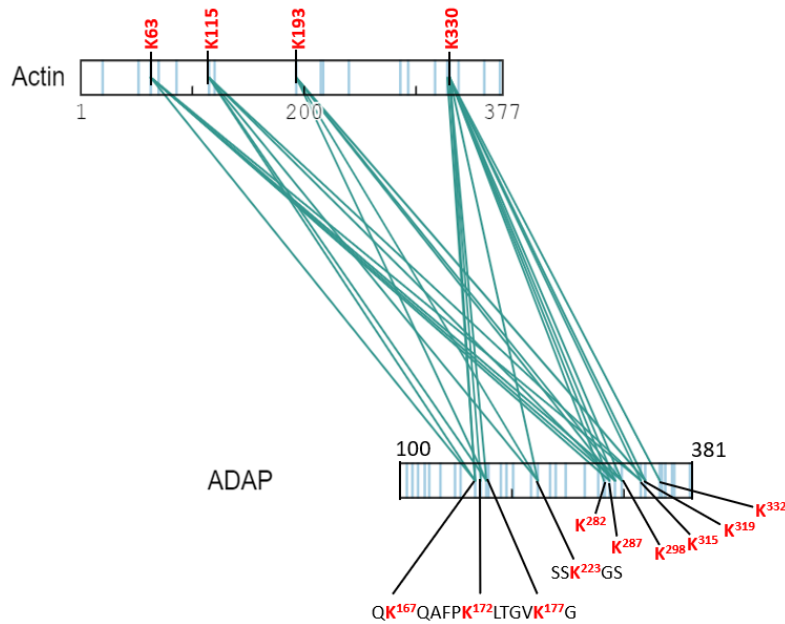 K63 K115 K193 K330
Actin
1 200 377
100 381
ADAP
K³³²
K²⁸² K²⁸⁷ K²⁹⁸ K³¹⁵ K³¹⁹
SSK²²³GS
QK¹⁶⁷QAFPK¹⁷²LTGVK¹⁷⁷G